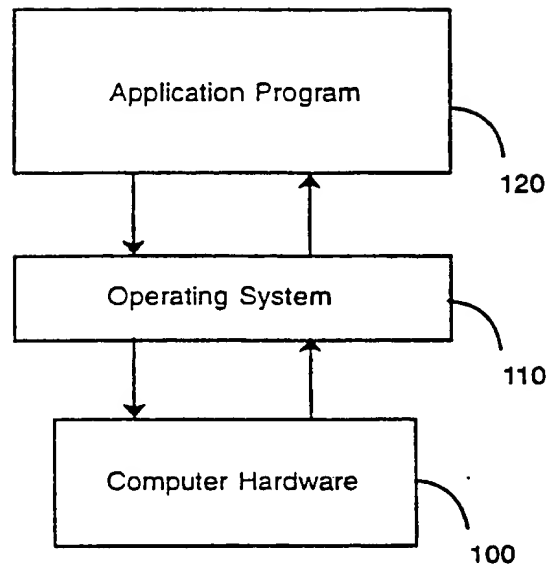 Application Program
120
Operating System
110
Computer Hardware
100